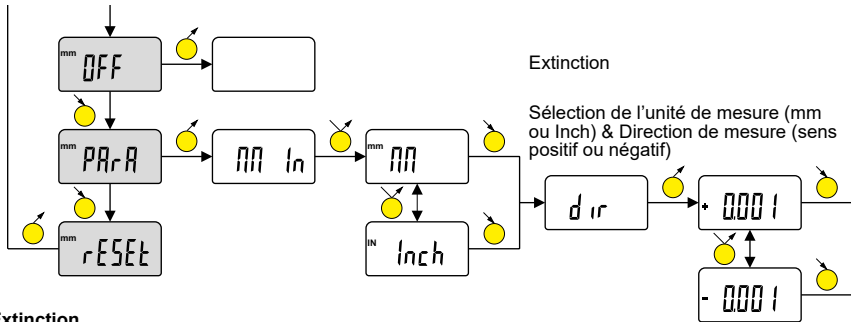 mm
OFF
Extinction
Sélection de l'unité de mesure (mm
ou Inch) & Direction de mesure (sens
positif ou négatif)
mm
PArA
MM In
mm
MM
dir
+ 0.001
mm
rESEt
IN
Inch
- 0.001
Extinction